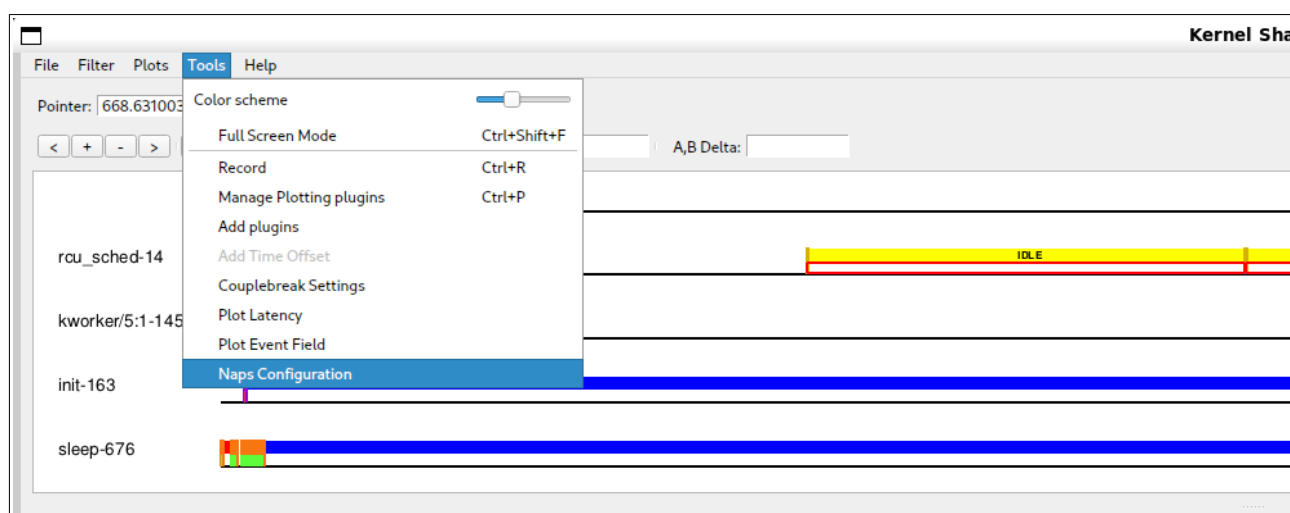 Kernel Sha
File Filter Plots Tools Help
Pointer: 668.631003
Color scheme
Full Screen Mode Ctrl+Shift+F
< + - > A,B Delta:
Record Ctrl+R
Manage Plotting plugins Ctrl+P
Add plugins
rcu_sched-14 Add Time Offset IDLE
Couplebreak Settings
kworker/5:1-145 Plot Latency
Plot Event Field
Naps Configuration
init-163
sleep-676